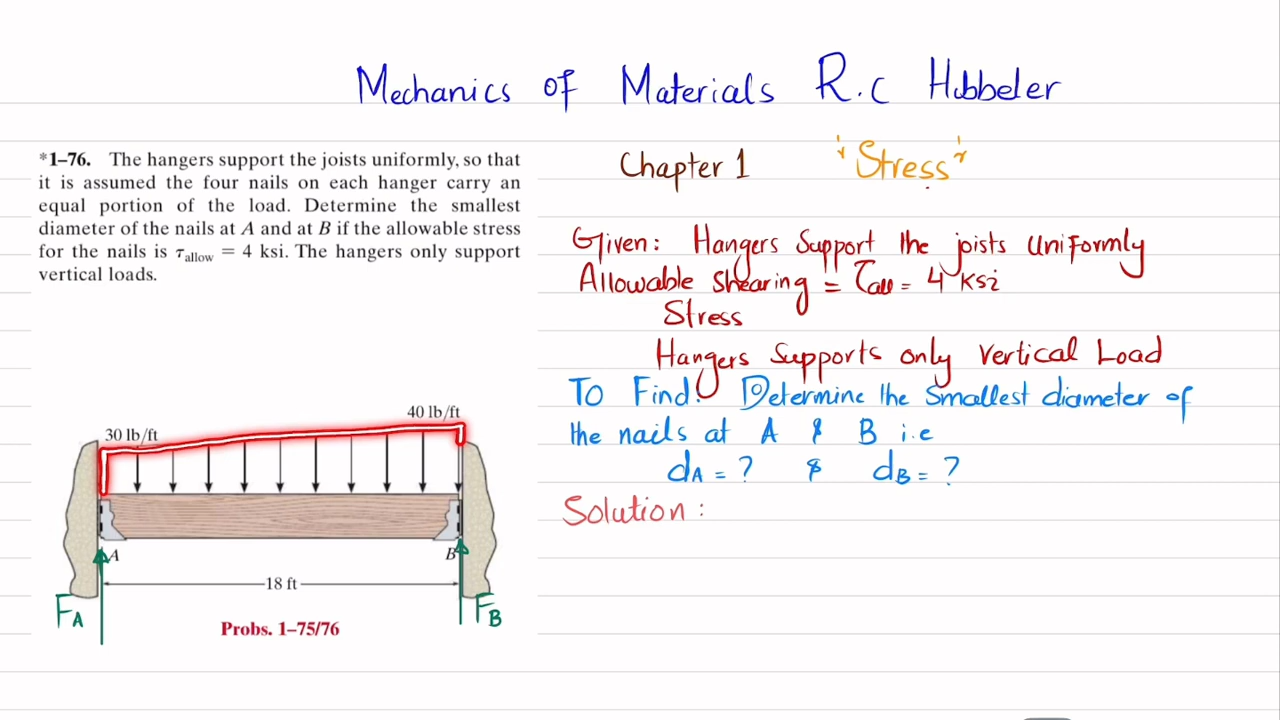 Mechanics of Materials R.c Hibbeler
*1–76. The hangers support the joists uniformly, so that
it is assumed the four nails on each hanger carry an
equal portion of the load. Determine the smallest
diameter of the nails at A and at B if the allowable stress
for the nails is τallow = 4 ksi. The hangers only support
vertical loads.
Chapter 1 "Stress"
Given: Hangers Support the joists Uniformly
Allowable Shearing = τall = 4 ksi
Stress
Hangers Supports only Vertical Load
To Find: Determine the Smallest diameter of
the nails at A & B i.e
dA = ? & dB = ?
Solution:
40 lb/ft
30 lb/ft
A
B
18 ft
FA
FB
Probs. 1–75/76